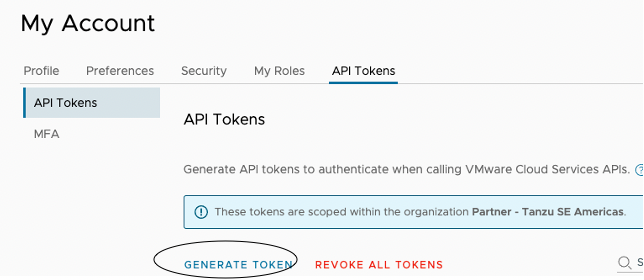 My Account
Profile Preferences Security My Roles API Tokens
API Tokens
MFA
API Tokens
Generate API tokens to authenticate when calling VMware Cloud Services APIs.
These tokens are scoped within the organization Partner - Tanzu SE Americas.
GENERATE TOKEN REVOKE ALL TOKENS S